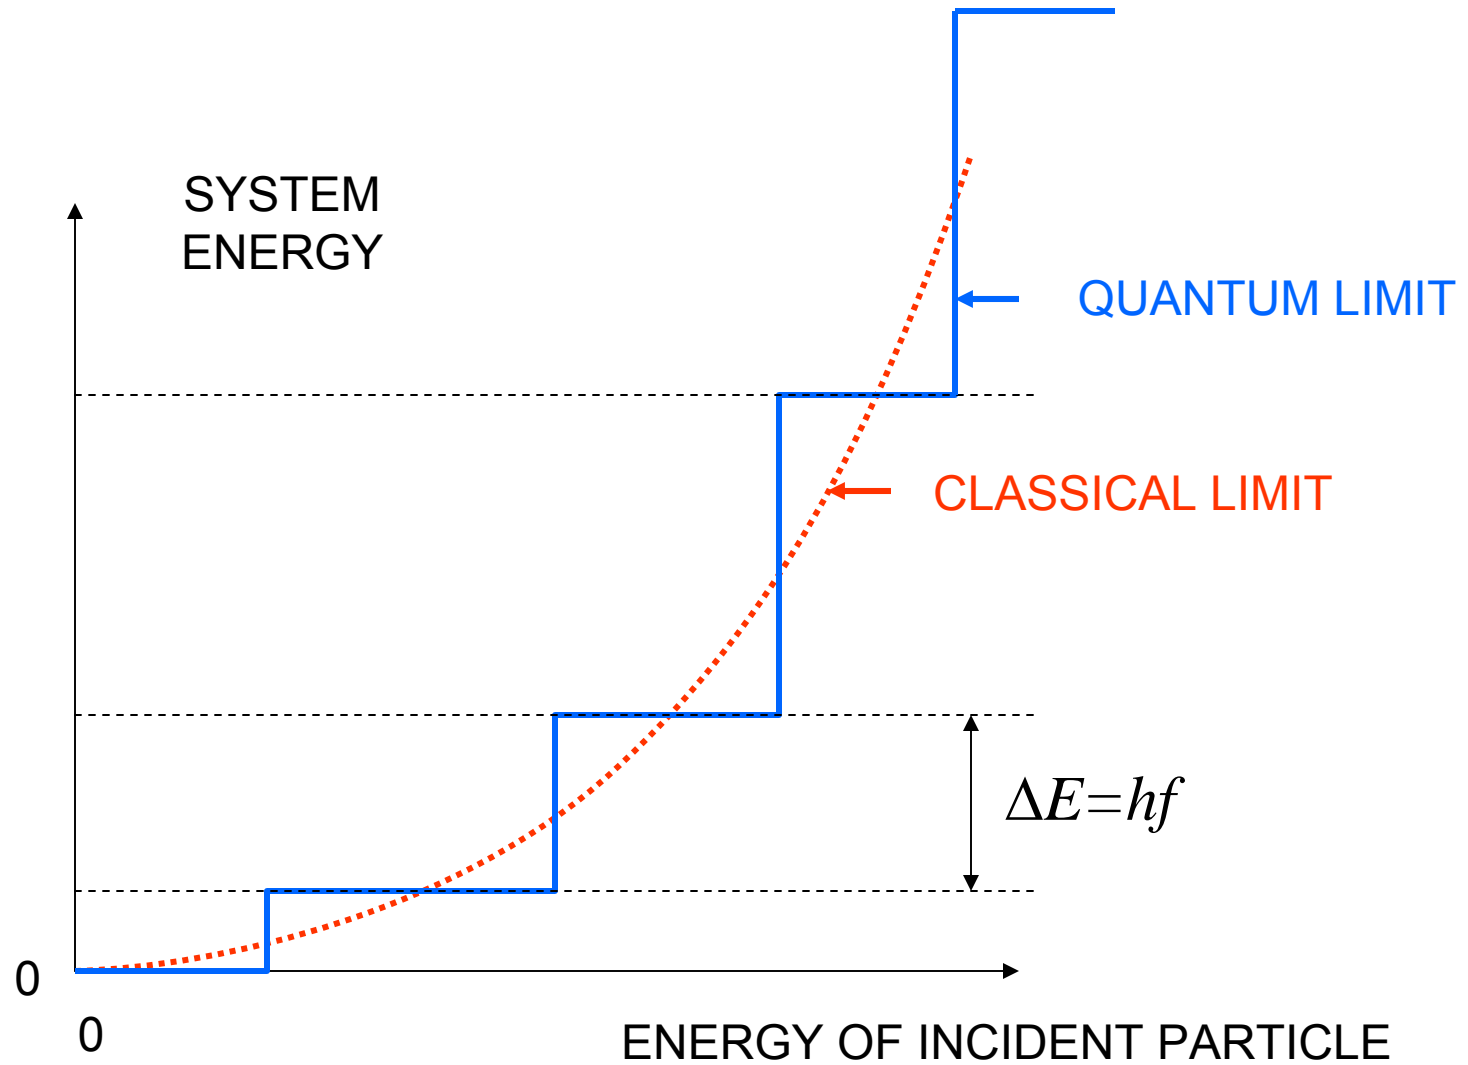 SYSTEM
ENERGY
QUANTUM LIMIT
CLASSICAL LIMIT
ΔE=hf
0
0
ENERGY OF INCIDENT PARTICLE